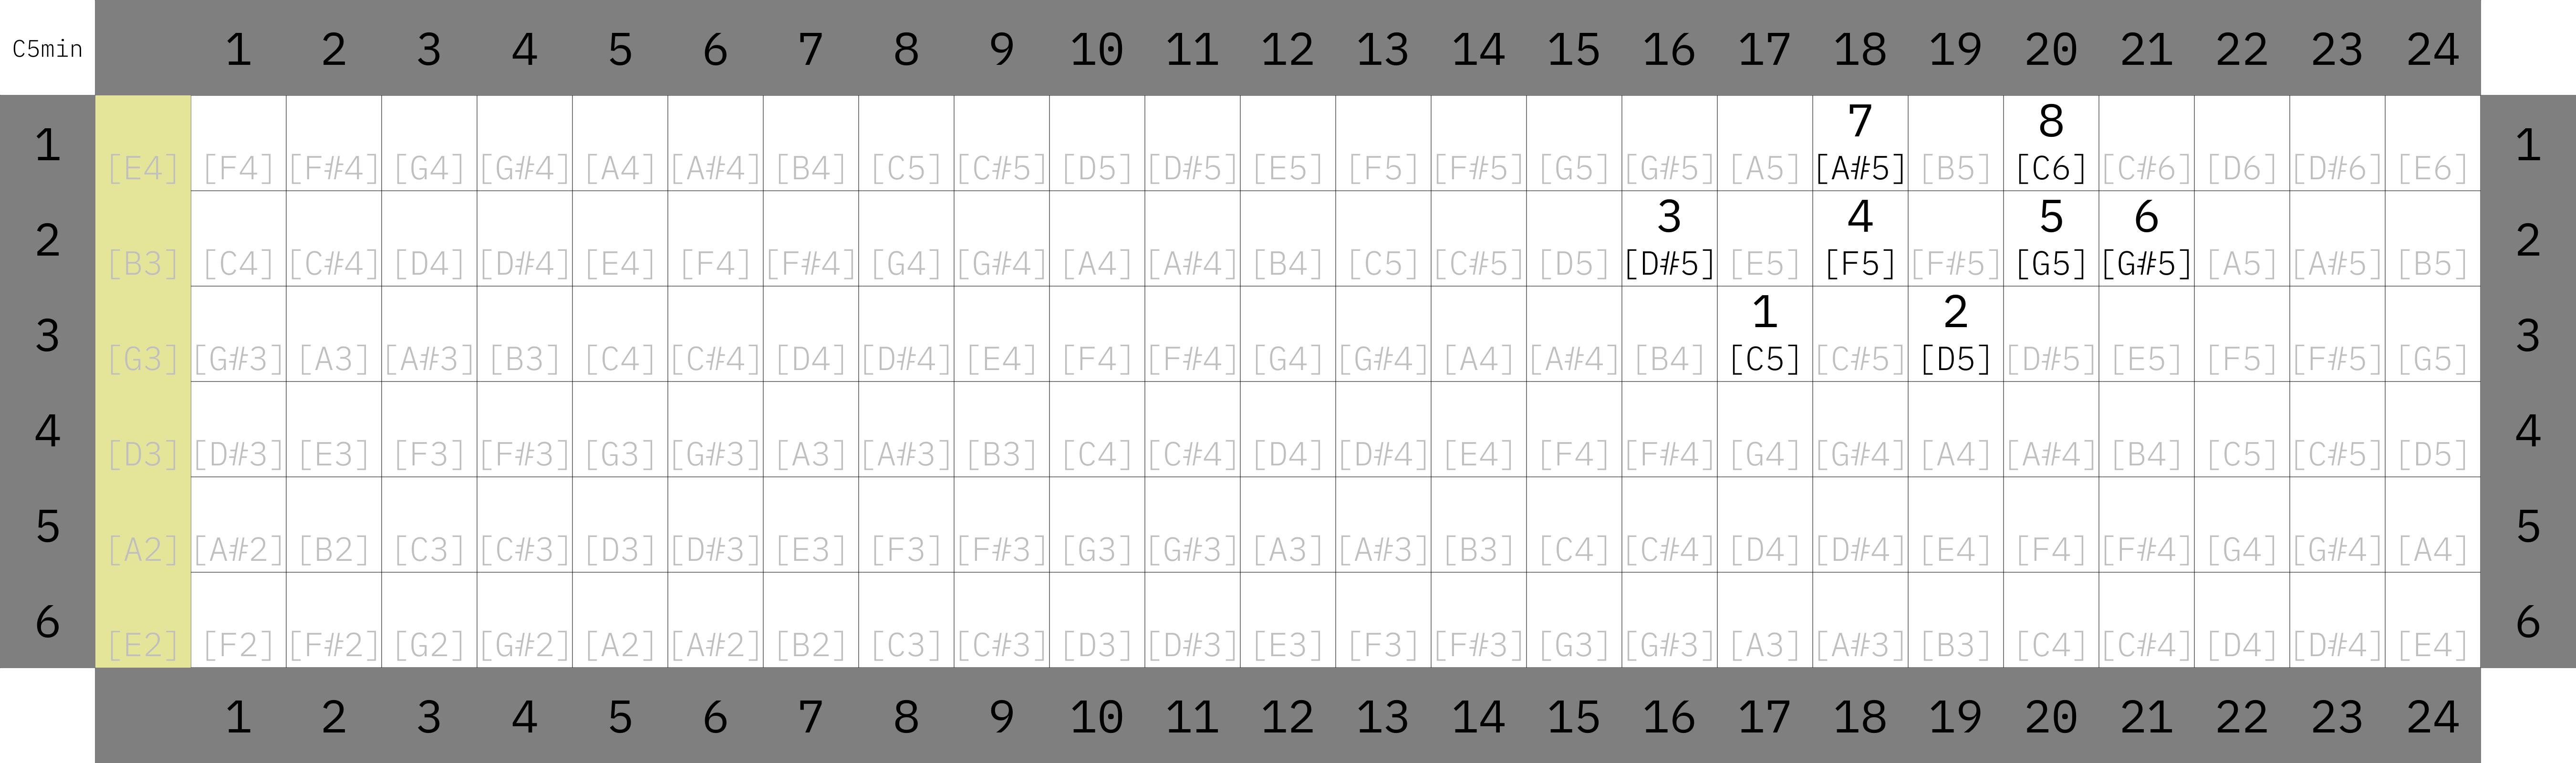 C5min 1 2 3 4 5 6 7 8 9 10 11 12 13 14 15 16 17 18 19 20 21 22 23 24
7 8
1 [E4] [F4] [F#4] [G4] [G#4] [A4] [A#4] [B4] [C5] [C#5] [D5] [D#5] [E5] [F5] [F#5] [G5] [G#5] [A5] [A#5] [B5] [C6] [C#6] [D6] [D#6] [E6] 1
3 4 5 6
2 [B3] [C4] [C#4] [D4] [D#4] [E4] [F4] [F#4] [G4] [G#4] [A4] [A#4] [B4] [C5] [C#5] [D5] [D#5] [E5] [F5] [F#5] [G5] [G#5] [A5] [A#5] [B5] 2
1 2
3 [G3] [G#3] [A3] [A#3] [B3] [C4] [C#4] [D4] [D#4] [E4] [F4] [F#4] [G4] [G#4] [A4] [A#4] [B4] [C5] [C#5] [D5] [D#5] [E5] [F5] [F#5] [G5] 3
4 [D3] [D#3] [E3] [F3] [F#3] [G3] [G#3] [A3] [A#3] [B3] [C4] [C#4] [D4] [D#4] [E4] [F4] [F#4] [G4] [G#4] [A4] [A#4] [B4] [C5] [C#5] [D5] 4
5 [A2] [A#2] [B2] [C3] [C#3] [D3] [D#3] [E3] [F3] [F#3] [G3] [G#3] [A3] [A#3] [B3] [C4] [C#4] [D4] [D#4] [E4] [F4] [F#4] [G4] [G#4] [A4] 5
6 [E2] [F2] [F#2] [G2] [G#2] [A2] [A#2] [B2] [C3] [C#3] [D3] [D#3] [E3] [F3] [F#3] [G3] [G#3] [A3] [A#3] [B3] [C4] [C#4] [D4] [D#4] [E4] 6
1 2 3 4 5 6 7 8 9 10 11 12 13 14 15 16 17 18 19 20 21 22 23 24